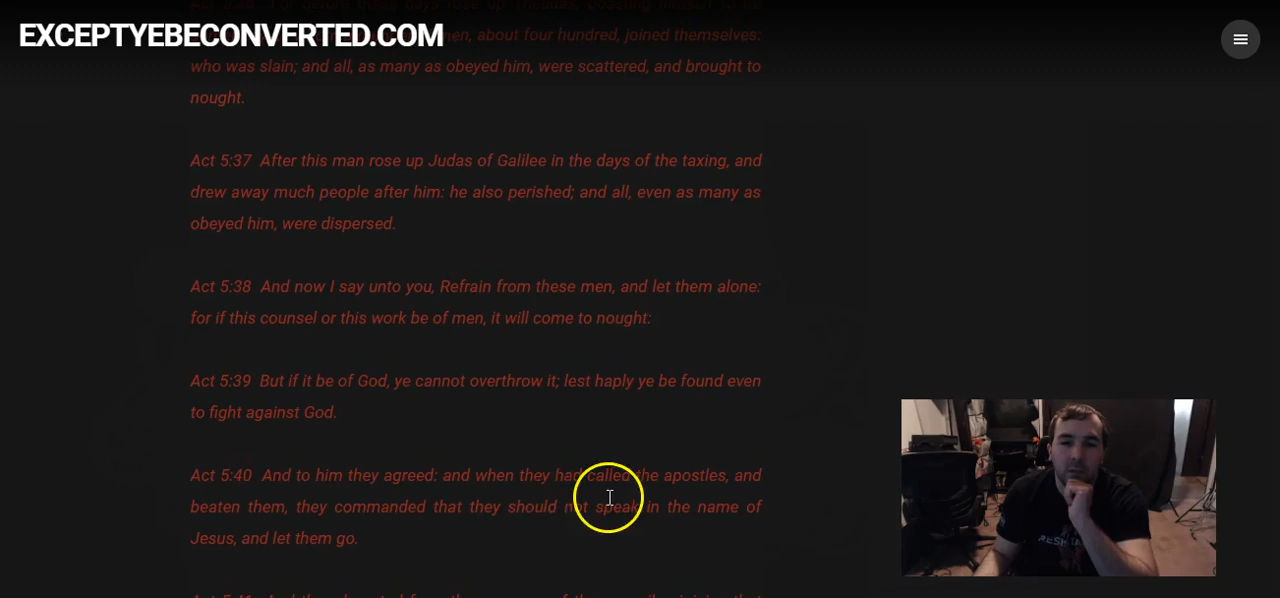 EXCEPTYEBECONVERTED.COM
men, about four hundred, joined themselves:
who was slain; and all, as many as obeyed him, were scattered, and brought to
nought.
Act 5:37 After this man rose up Judas of Galilee in the days of the taxing, and
drew away much people after him: he also perished; and all, even as many as
obeyed him, were dispersed.
Act 5:38 And now I say unto you, Refrain from these men, and let them alone:
for if this counsel or this work be of men, it will come to nought:
Act 5:39 But if it be of God, ye cannot overthrow it; lest haply ye be found even
to fight against God.
Act 5:40 And to him they agreed: and when they had called the apostles, and
beaten them, they commanded that they should not speak in the name of
Jesus, and let them go.